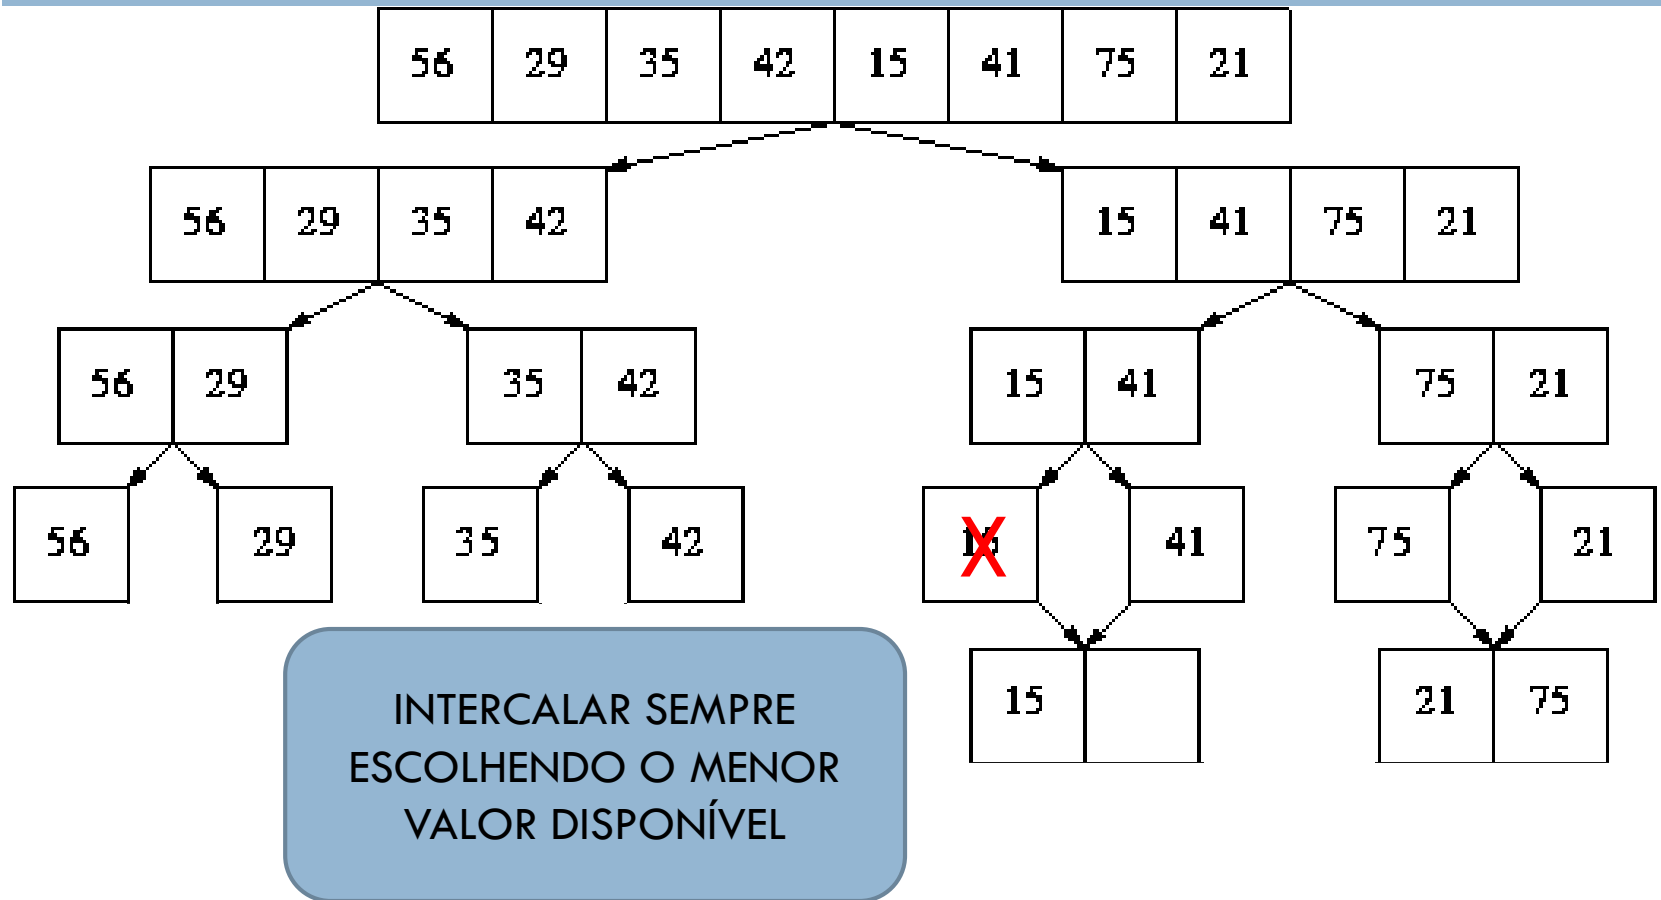 56 29 35 42 15 41 75 21
56 29 35 42 15 41 75 21
56 29 35 42 15 41 75 21
56 29 35 42 X 41 75 21
15 21 75
INTERCALAR SEMPRE
ESCOLHENDO O MENOR
VALOR DISPONÍVEL